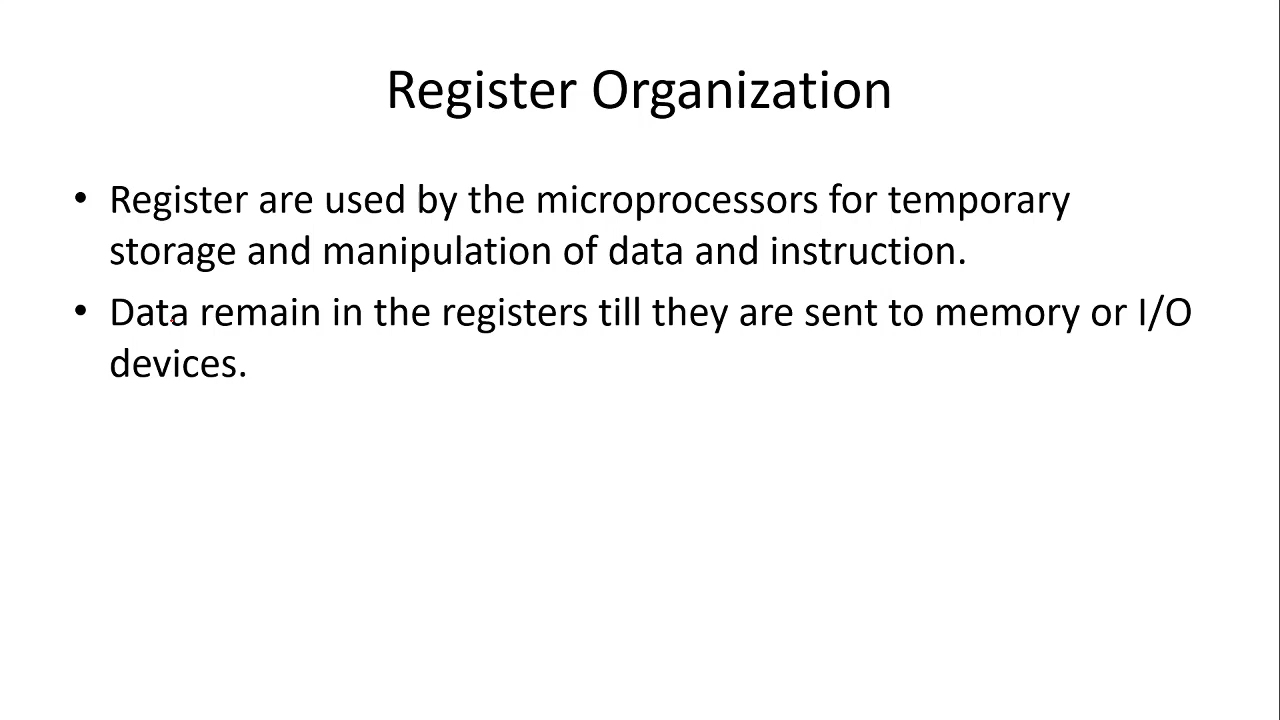 Register Organization
• Register are used by the microprocessors for temporary
storage and manipulation of data and instruction.
• Data remain in the registers till they are sent to memory or I/O
devices.